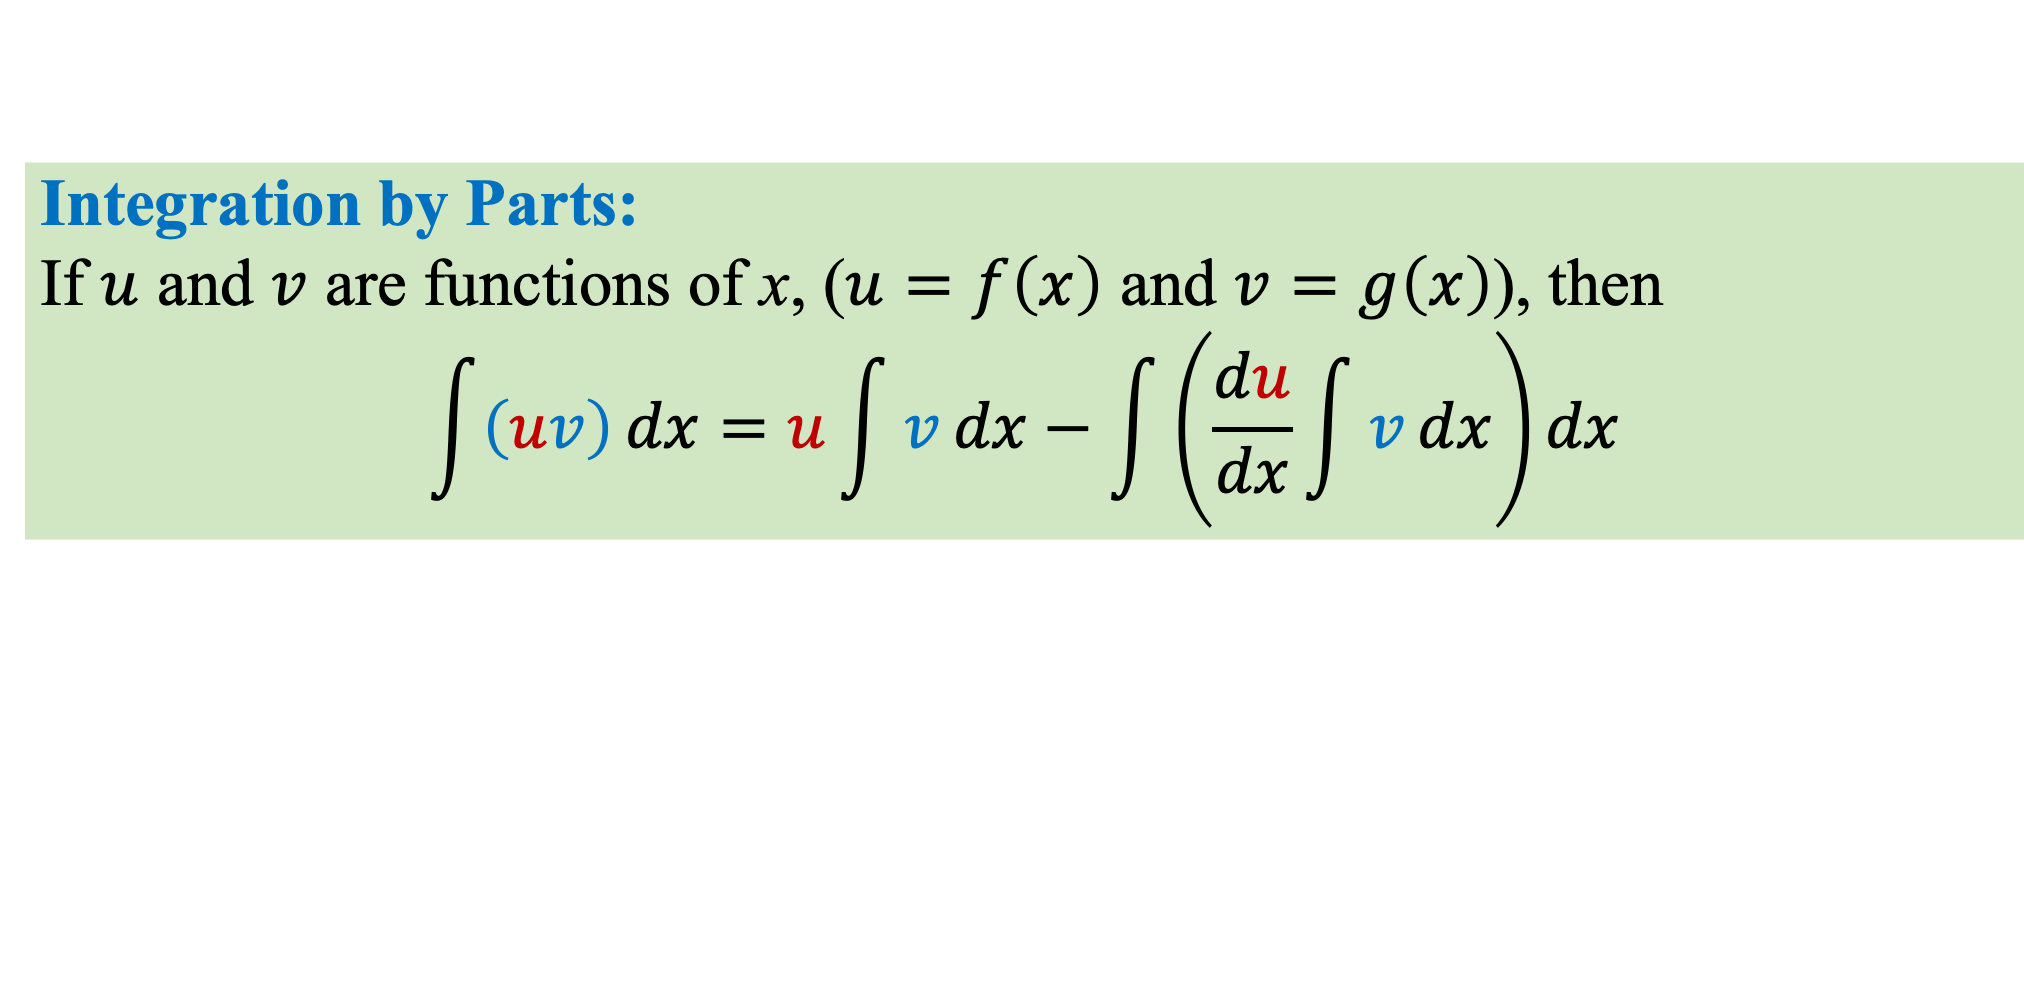 Integration by Parts:
If u and v are functions of x, (u = f(x) and v = g(x)), then
∫(uv) dx = u∫ v dx − ∫(du/dx ∫ v dx) dx